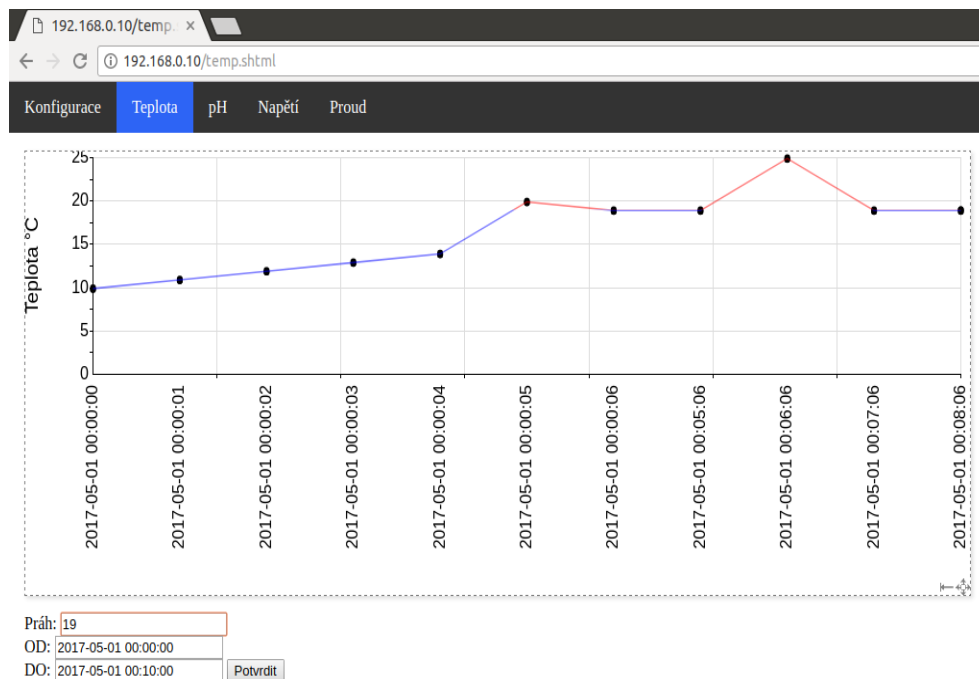 192.168.0.10/temp.
192.168.0.10/temp.shtml
Konfigurace Teplota pH Napětí Proud
Teplota °C
25
20
15
10
5
0
2017-05-01 00:00:00
2017-05-01 00:00:01
2017-05-01 00:00:02
2017-05-01 00:00:03
2017-05-01 00:00:04
2017-05-01 00:00:05
2017-05-01 00:00:06
2017-05-01 00:05:06
2017-05-01 00:06:06
2017-05-01 00:07:06
2017-05-01 00:08:06
Práh: 19
OD: 2017-05-01 00:00:00
DO: 2017-05-01 00:10:00 Potvrdit